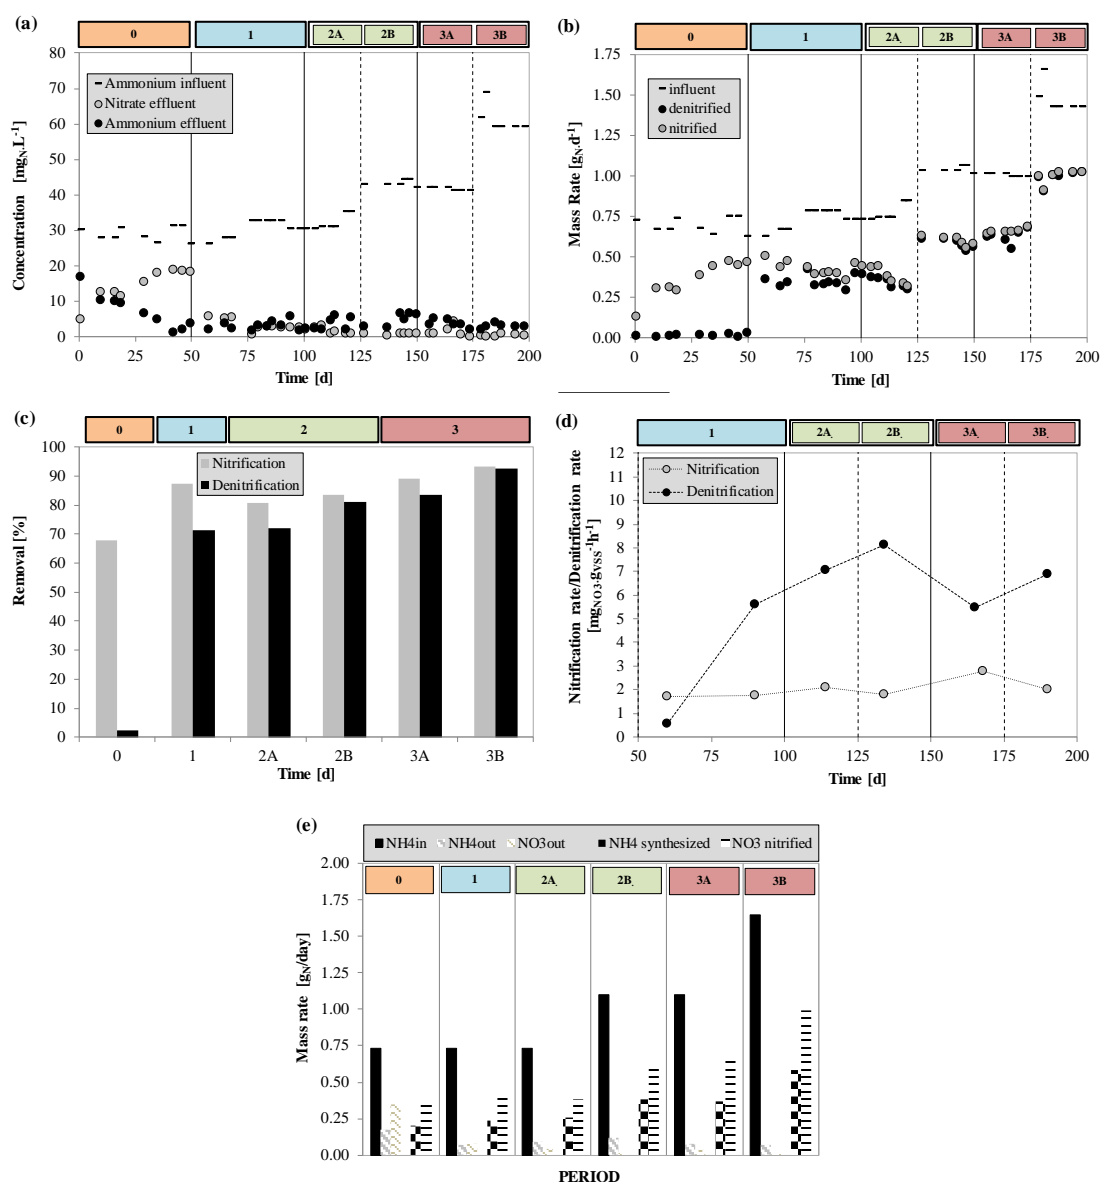 (a)
0 1 2A. 2B 3A 3B
80
70
60
50
40
30
20
10
0
Ammonium influent
Nitrate effluent
Ammonium effluent
Concentration [mgN.L-1]
0 25 50 75 100 125 150 175 200
Time [d]
(b)
0 1 2A. 2B 3A 3B
1.75
1.50
1.25
1.00
0.75
0.50
0.25
0.00
influent
denitrified
nitrified
Mass Rate [gN.d-1]
0 25 50 75 100 125 150 175 200
Time [d]
(c)
0 1 2 3
100
90
80
70
60
50
40
30
20
10
0
Nitrification
Denitrification
Removal [%]
0 1 2A 2B 3A 3B
Time [d]
(d)
1 2A. 2B. 3A. 3B.
12
11
10
9
8
7
6
5
4
3
2
1
0
Nitrification
Denitrification
Nitrification rate/Denitrification rate
[mgNO3.gVSS-1h-1]
50 75 100 125 150 175 200
Time [d]
(e)
NH4in NH4out NO3out NH4 synthesized NO3 nitrified
2.00
1.75
1.50
1.25
1.00
0.75
0.50
0.25
0.00
0 1 2A. 2B. 3A 3B
Mass rate [gN/day]
PERIOD